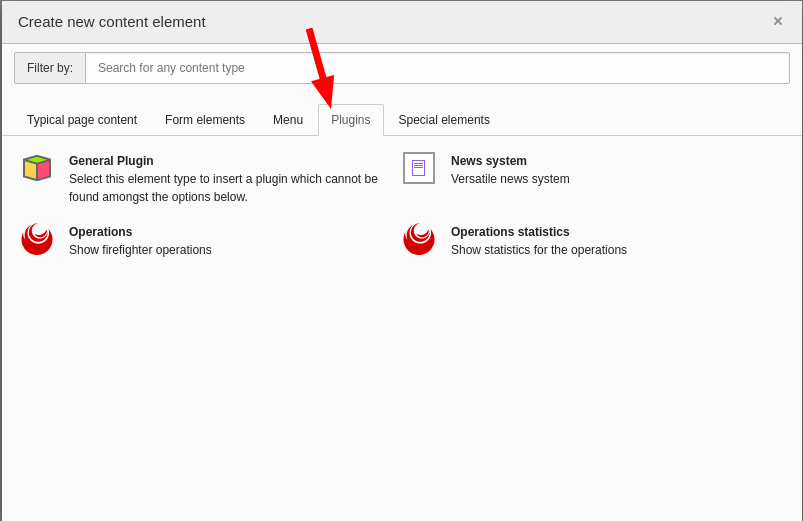 Create new content element ×
Filter by: Search for any content type
Typical page content Form elements Menu Plugins Special elements
General Plugin
Select this element type to insert a plugin which cannot be
found amongst the options below.
News system
Versatile news system
Operations
Show firefighter operations
Operations statistics
Show statistics for the operations